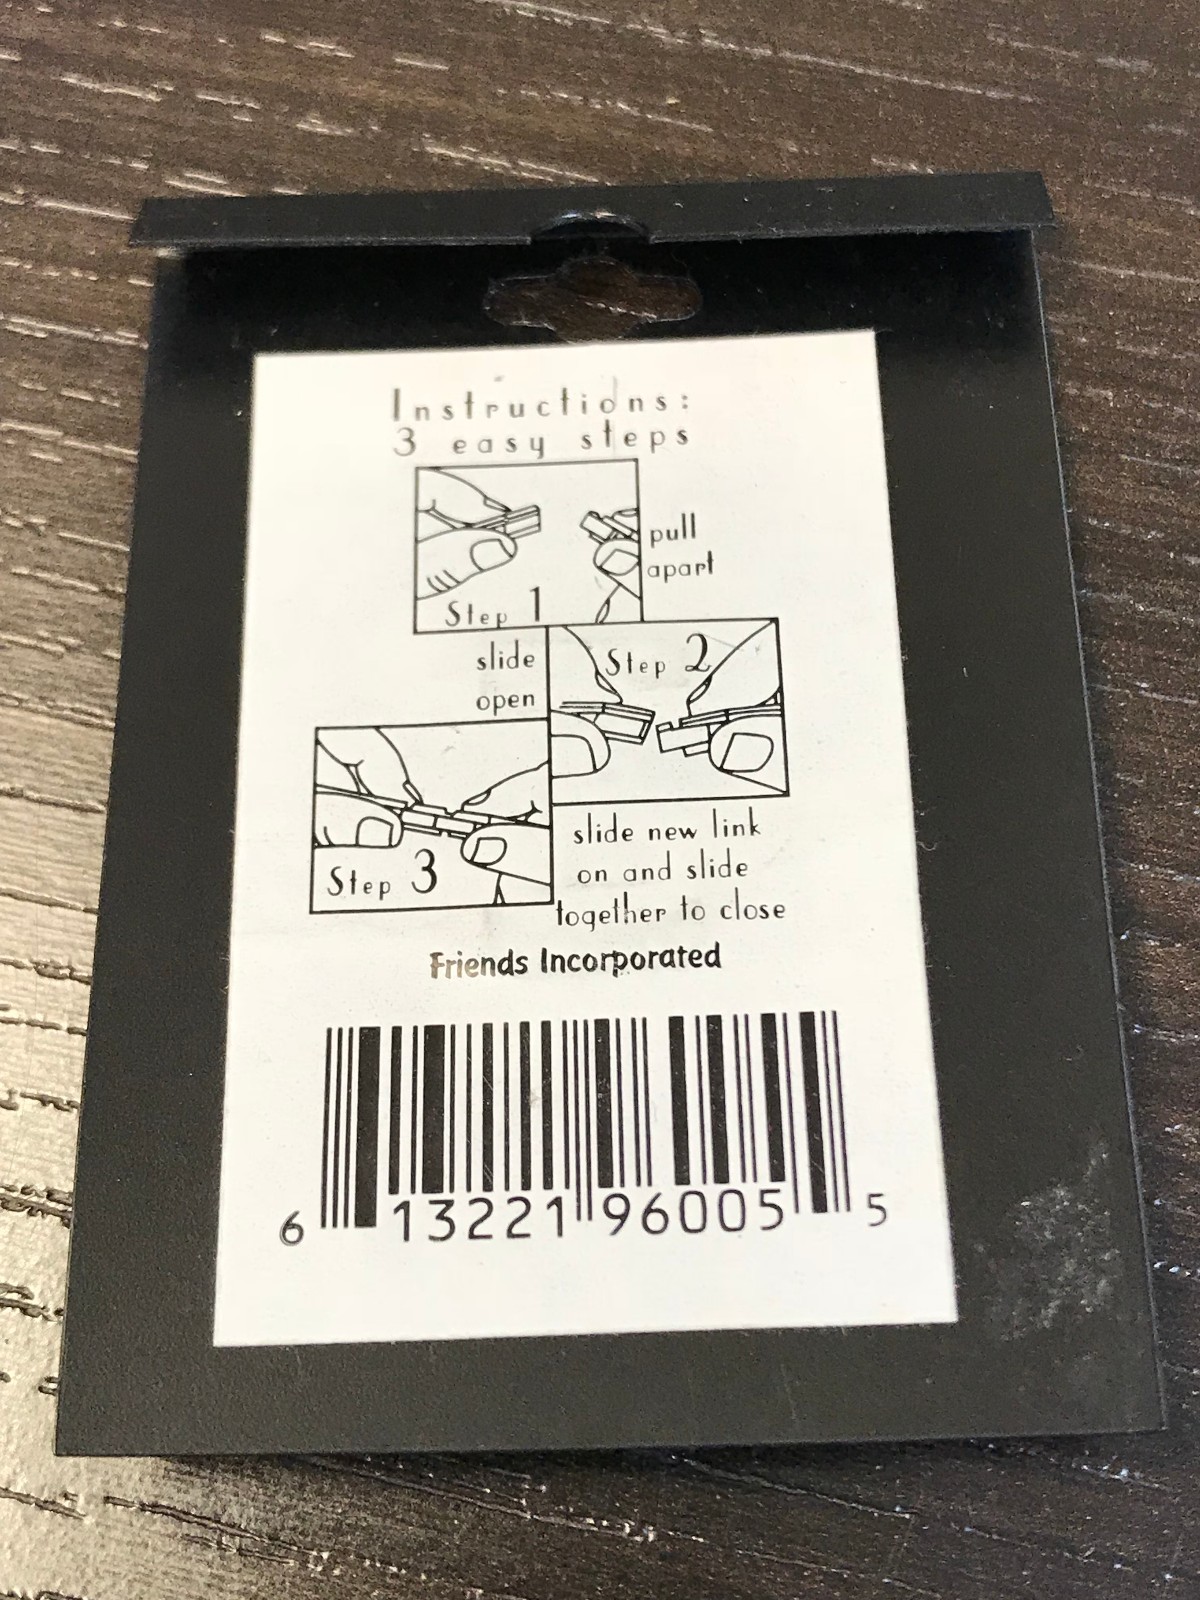 Instructions:
3 easy steps
pull
apart
Step 1
slide
open
Step 2
Step 3
slide new link
on and slide
together to close
Friends Incorporated
6 13221 96005 5